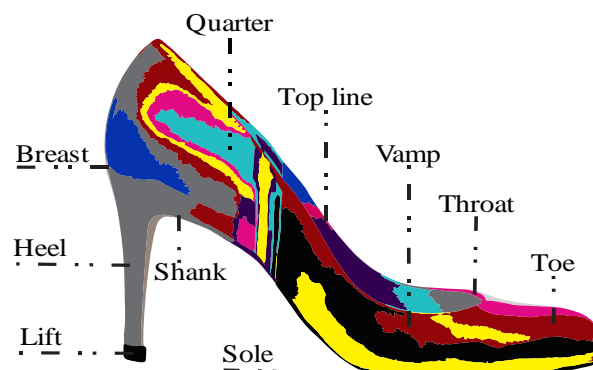 Quarter
Top line
Breast
Vamp
Throat
Heel
Shank
Toe
Lift
Sole